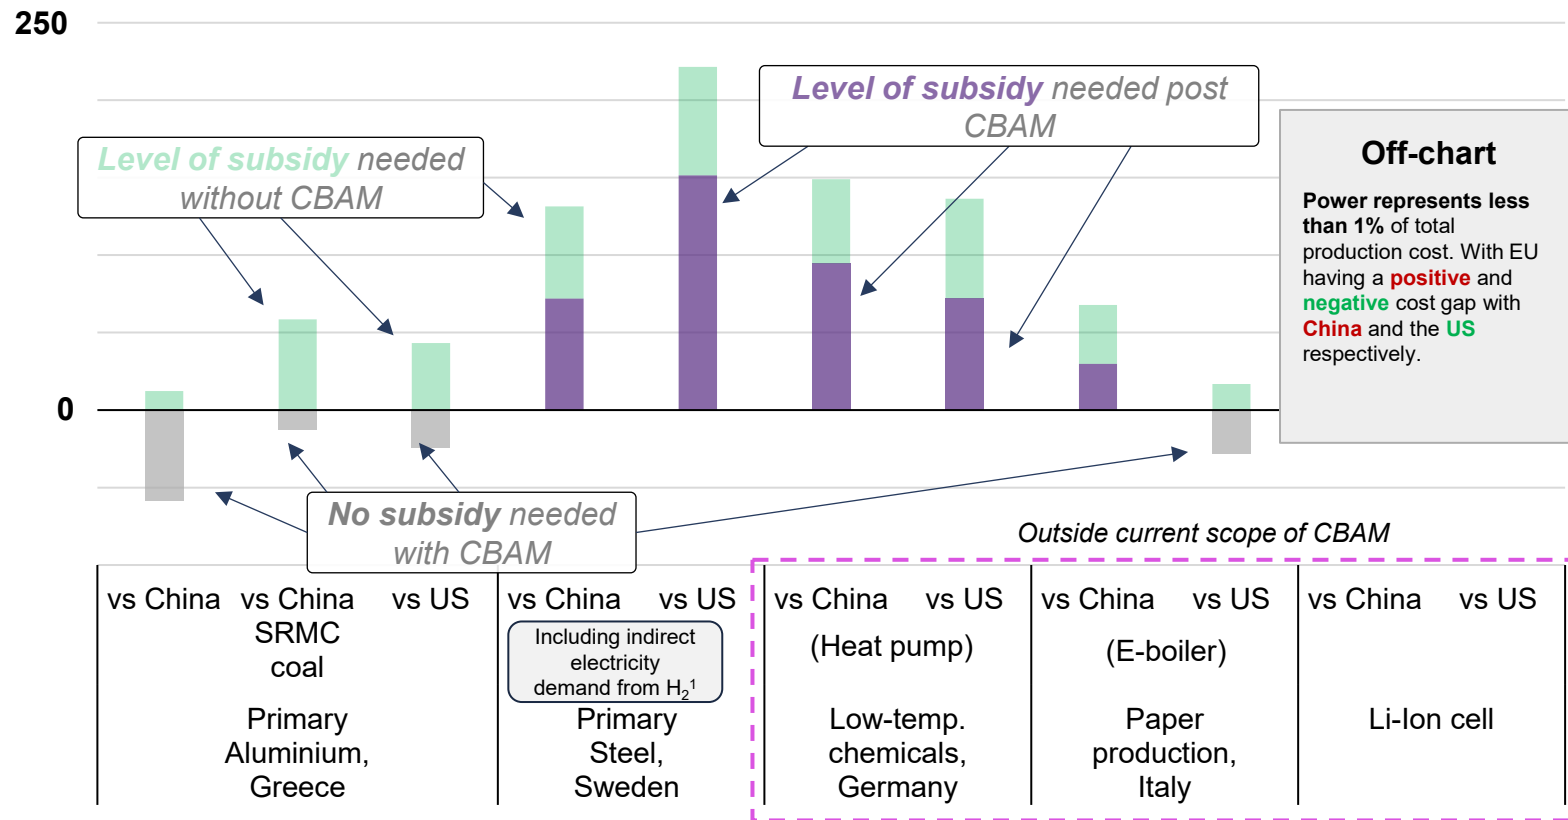 250
Level of subsidy needed post
CBAM
Level of subsidy needed
without CBAM
Off-chart
Power represents less
than 1% of total
production cost. With EU
having a positive and
negative cost gap with
China and the US
respectively.
0
No subsidy needed
with CBAM
Outside current scope of CBAM
vs China
vs China
SRMC
coal
vs US
Primary
Aluminium,
Greece
vs China
vs US
Including indirect
electricity
demand from H₂¹
Primary
Steel,
Sweden
vs China
vs US
(Heat pump)
Low-temp.
chemicals,
Germany
vs China
vs US
(E-boiler)
Paper
production,
Italy
vs China
vs US
Li-Ion cell